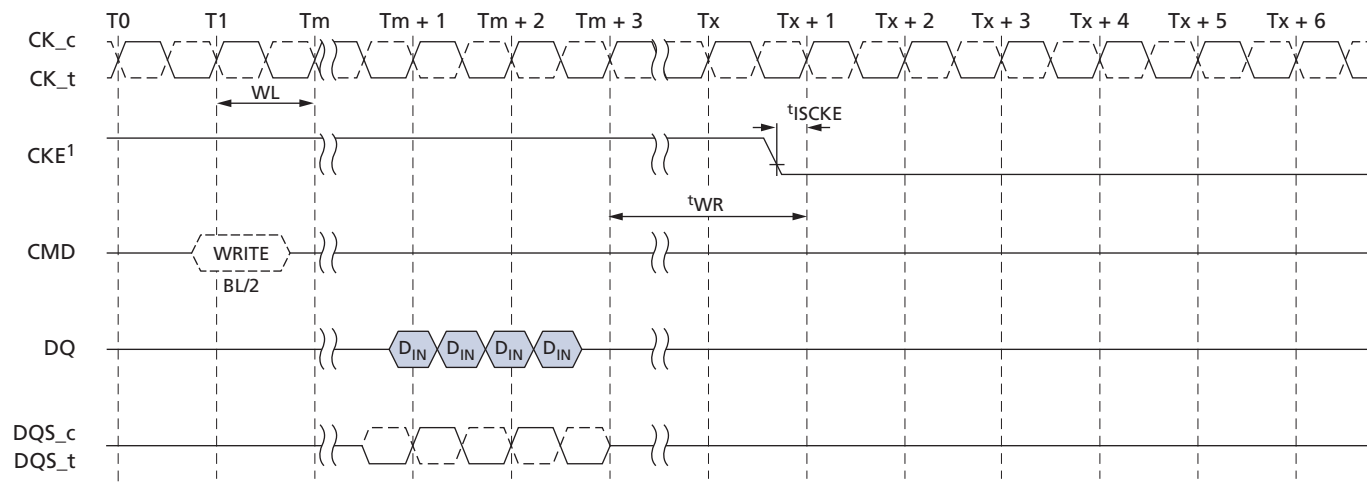 T0 T1 Tm Tm + 1 Tm + 2 Tm + 3 Tx Tx + 1 Tx + 2 Tx + 3 Tx + 4 Tx + 5 Tx + 6
CK_c
CK_t
WL
tISCKE
CKE1
tWR
CMD WRITE
BL/2
DQ DIN DIN DIN DIN
DQS_c
DQS_t